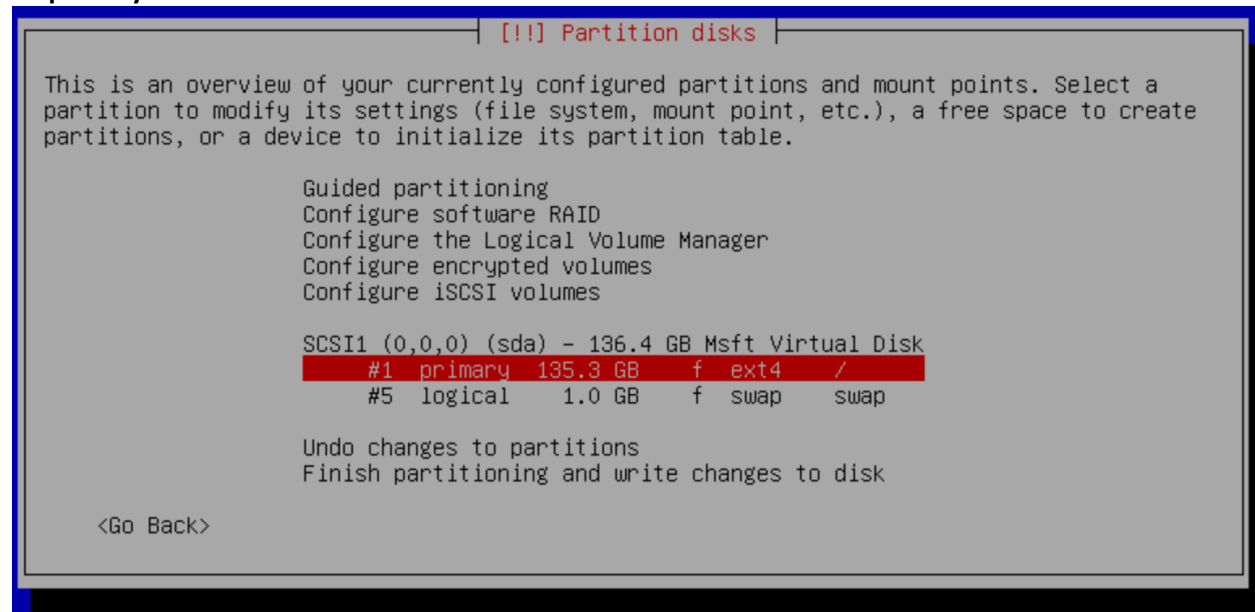 [!!] Partition disks
This is an overview of your currently configured partitions and mount points. Select a
partition to modify its settings (file system, mount point, etc.), a free space to create
partitions, or a device to initialize its partition table.
Guided partitioning
Configure software RAID
Configure the Logical Volume Manager
Configure encrypted volumes
Configure iSCSI volumes
SCSI1 (0,0,0) (sda) – 136.4 GB Msft Virtual Disk
#1 primary 135.3 GB f ext4 /
#5 logical 1.0 GB f swap swap
Undo changes to partitions
Finish partitioning and write changes to disk
<Go Back>